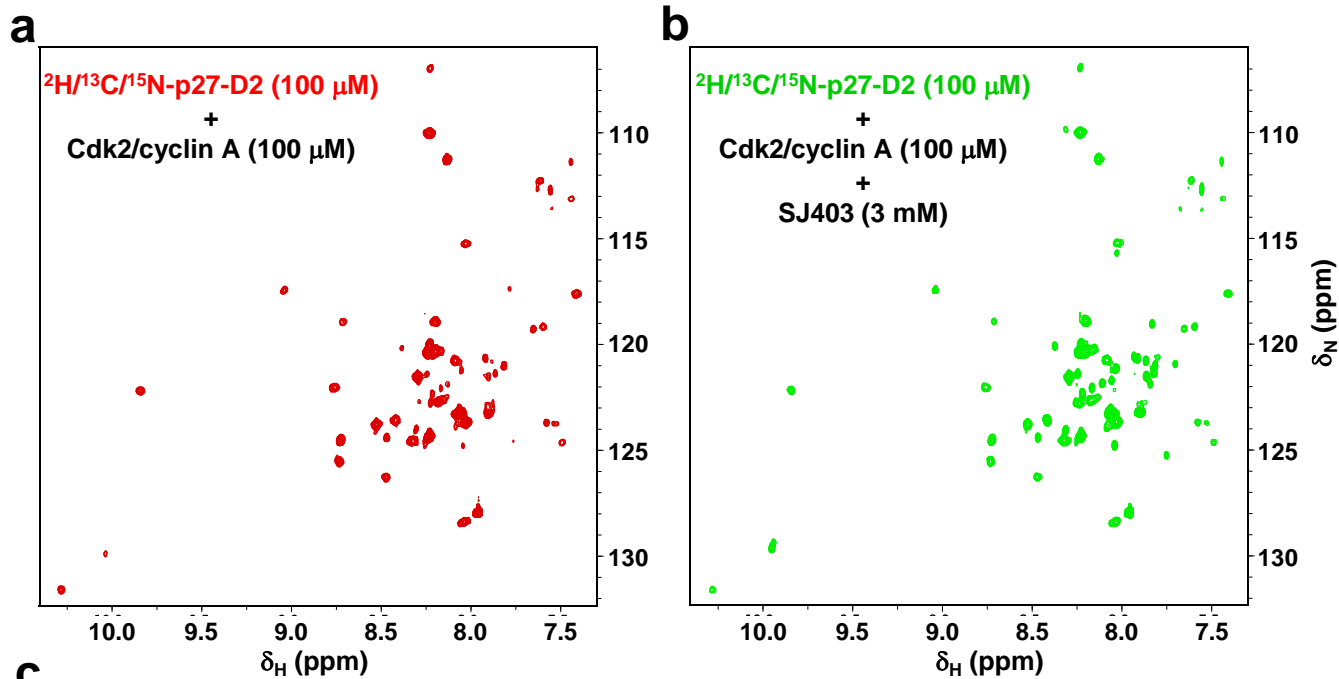 a
²H/¹³C/¹⁵N-p27-D2 (100 μM)
+
Cdk2/cyclin A (100 μM)
110
115
120
125
130
10.0 9.5 9.0 8.5 8.0 7.5
δH (ppm)
b
²H/¹³C/¹⁵N-p27-D2 (100 μM)
+
Cdk2/cyclin A (100 μM)
+
SJ403 (3 mM)
110
115
120
125
130
δN (ppm)
10.0 9.5 9.0 8.5 8.0 7.5
δH (ppm)
c